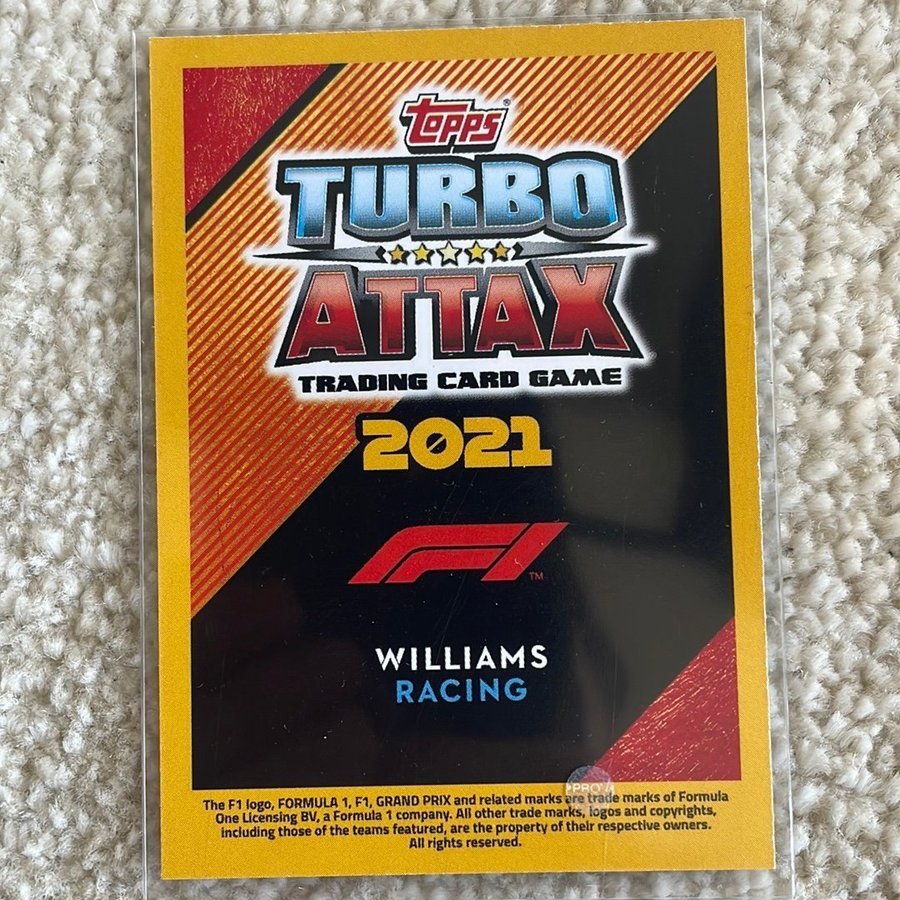 Topps®
TURBO
ATTAX
TRADING CARD GAME
2021
F1™
WILLIAMS
RACING
PRO
The F1 logo, FORMULA 1, F1, GRAND PRIX and related marks are trade marks of Formula
One Licensing BV, a Formula 1 company. All other trade marks, logos and copyrights,
including those of the teams featured, are the property of their respective owners.
All rights reserved.